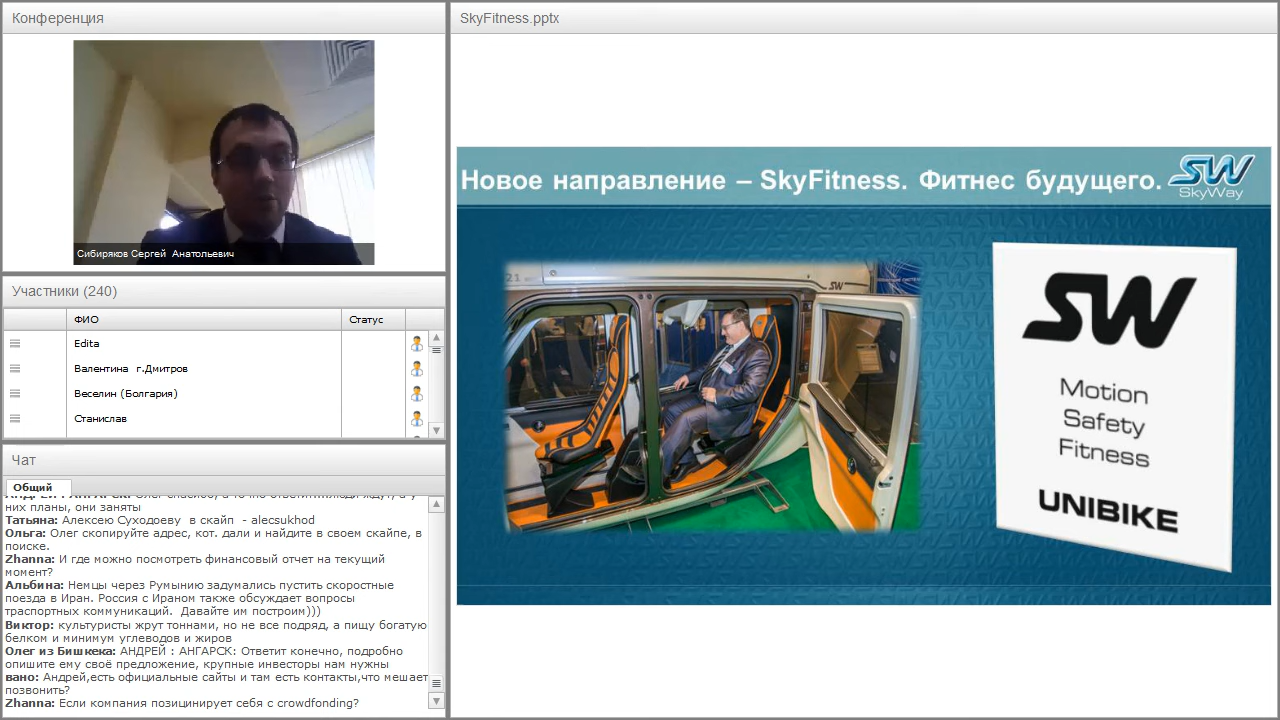 Конференция
Сибиряков Сергей Анатольевич
Участники (240)
ФИО Статус
Edita
Валентина г.Дмитров
Веселин (Болгария)
Станислав
Чат
Общий
них планы, они заняты
Татьяна: Алексею Суходоеву в скайп - alecsukhod
Ольга: Олег скопируйте адрес, кот. дали и найдите в своем скайпе, в
поиске.
Zhanna: И где можно посмотреть финансовый отчет на текущий
момент?
Альбина: Немцы через Румынию задумались пустить скоростные
поезда в Иран. Россия с Ираном также обсуждает вопросы
траспортных коммуникаций. Давайте им построим)))
Виктор: культуристы жрут тоннами, но не все подряд, а пищу богатую
белком и минимум углеводов и жиров
Олег из Бишкека: АНДРЕЙ : АНГАРСК: Ответит конечно, подробно
опишите ему своё предложение, крупные инвесторы нам нужны
вано: Андрей,есть официальные сайты и там есть контакты,что мешает
позвонить?
Zhanna: Если компания позицинирует себя с crowdfonding?
SkyFitness.pptx
Новое направление – SkyFitness. Фитнес будущего.
SW
SkyWay
21
SW
SW
Motion
Safety
Fitness
UNIBIKE